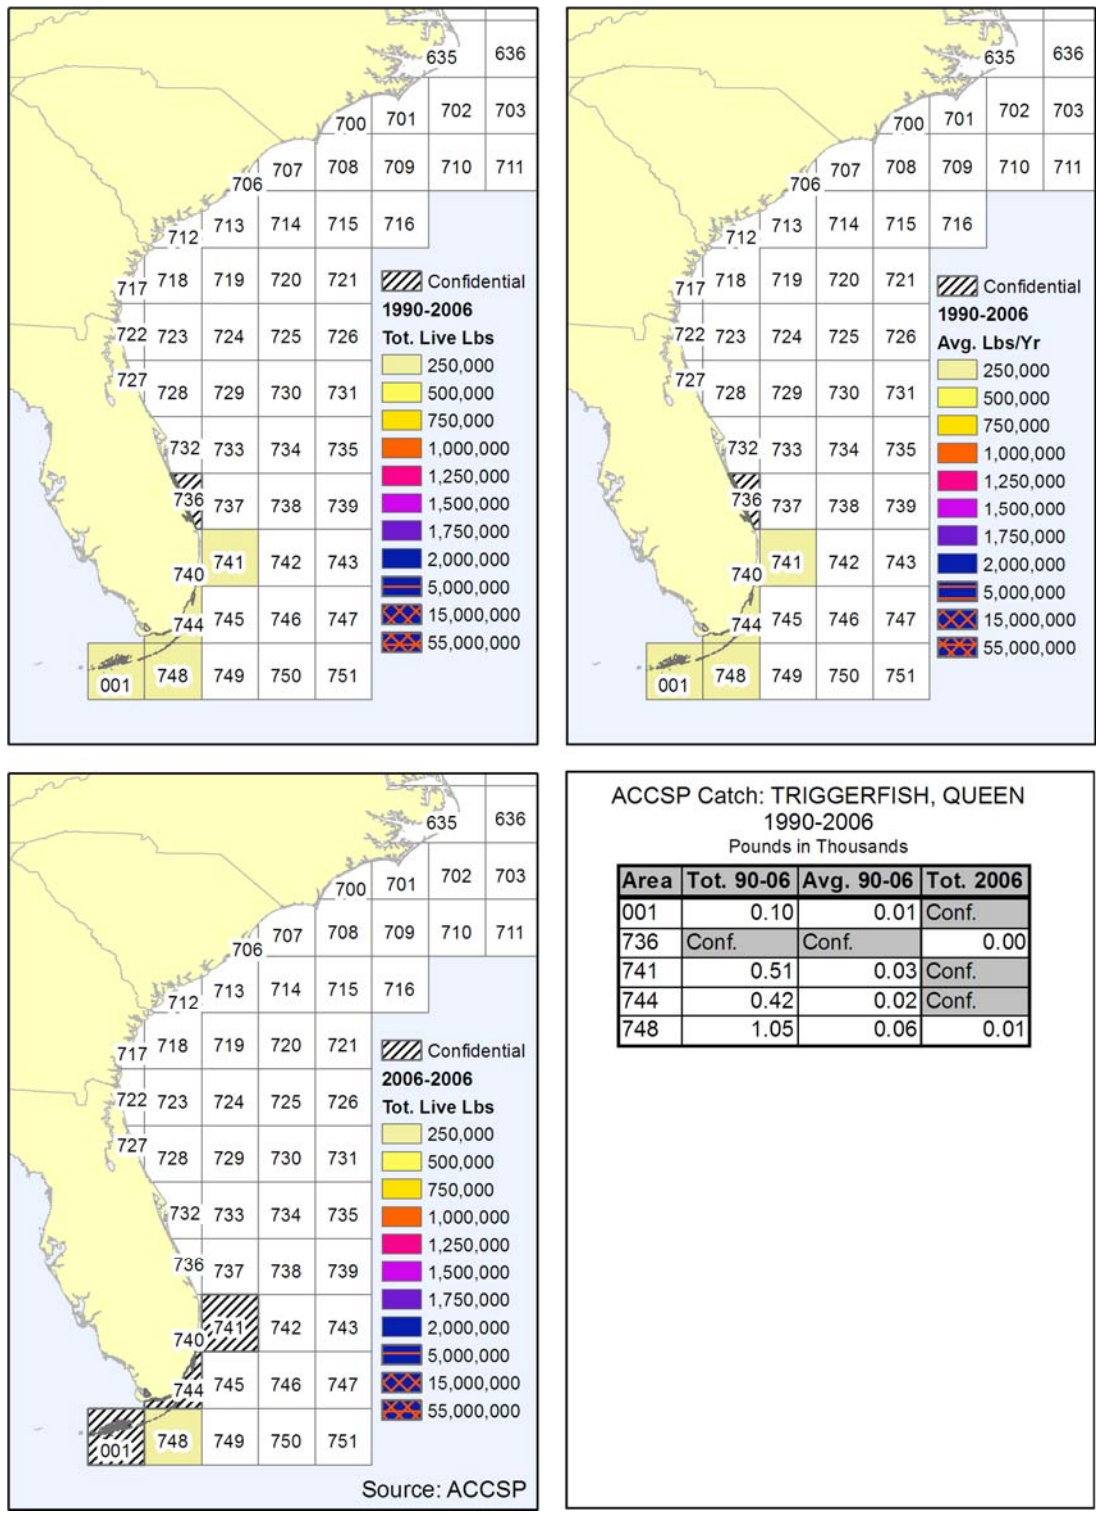 635 636
700 701 702 703
706 707 708 709 710 711
712 713 714 715 716
717 718 719 720 721
722 723 724 725 726
727 728 729 730 731
732 733 734 735
736 737 738 739
740 741 742 743
744 745 746 747
001 748 749 750 751
Confidential
1990-2006
Tot. Live Lbs
250,000
500,000
750,000
1,000,000
1,250,000
1,500,000
1,750,000
2,000,000
5,000,000
15,000,000
55,000,000
635 636
700 701 702 703
706 707 708 709 710 711
712 713 714 715 716
717 718 719 720 721
722 723 724 725 726
727 728 729 730 731
732 733 734 735
736 737 738 739
740 741 742 743
744 745 746 747
001 748 749 750 751
Confidential
1990-2006
Avg. Lbs/Yr
250,000
500,000
750,000
1,000,000
1,250,000
1,500,000
1,750,000
2,000,000
5,000,000
15,000,000
55,000,000
635 636
700 701 702 703
706 707 708 709 710 711
712 713 714 715 716
717 718 719 720 721
722 723 724 725 726
727 728 729 730 731
732 733 734 735
736 737 738 739
740 741 742 743
744 745 746 747
001 748 749 750 751
Confidential
2006-2006
Tot. Live Lbs
250,000
500,000
750,000
1,000,000
1,250,000
1,500,000
1,750,000
2,000,000
5,000,000
15,000,000
55,000,000
Source: ACCSP
ACCSP Catch: TRIGGERFISH, QUEEN
1990-2006
Pounds in Thousands
Area Tot. 90-06 Avg. 90-06 Tot. 2006
001 0.10 0.01 Conf.
736 Conf. Conf. 0.00
741 0.51 0.03 Conf.
744 0.42 0.02 Conf.
748 1.05 0.06 0.01